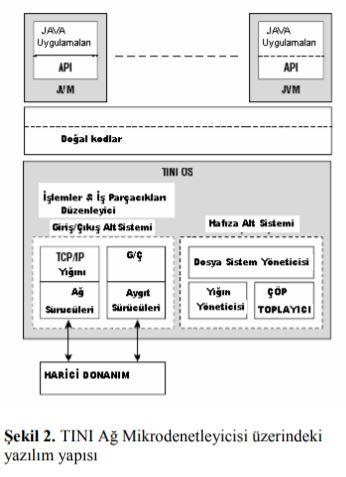 JAVA
Uygulamaları
API
JVM
JAVA
Uygulamaları
API
JVM
Doğal kodlar
TINI OS
İşlemler & İş Parçacıkları
Düzenleyici
Giriş/Çıkış Alt Sistemi
TCP/IP
Yığını
Ağ
Sürücüleri
G/Ç
Aygıt
Sürücüleri
Hafıza Alt Sistemi
Dosya Sistem Yöneticisi
Yığın
Yöneticisi
ÇÖP
TOPLAYICI
HARİCİ DONANIM
Şekil 2. TINI Ağ Mikrodenetleyicisi üzerindeki
yazılım yapısı